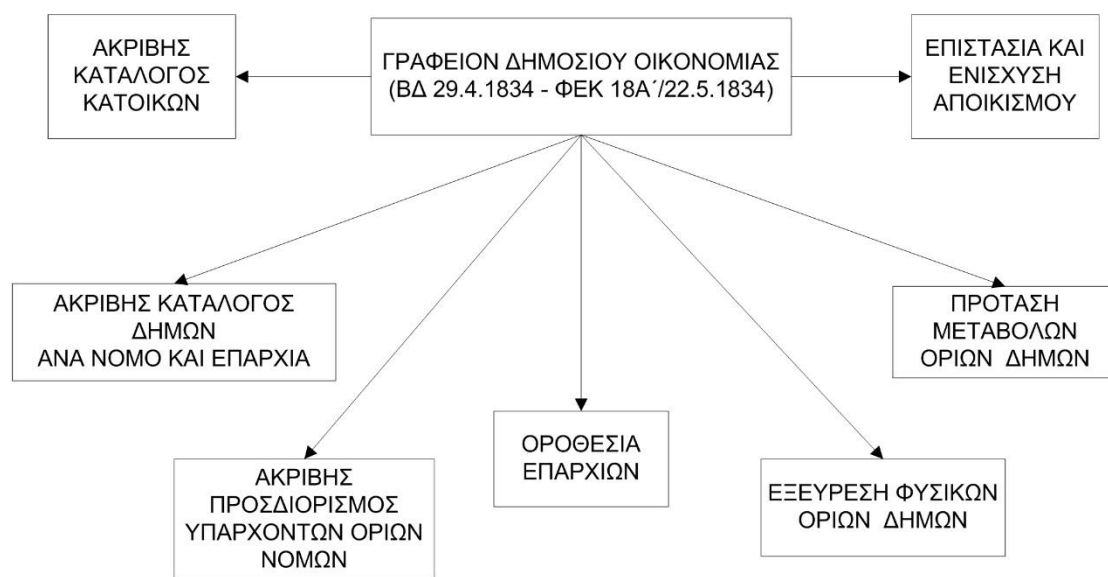 ΑΚΡΙΒΗΣ
ΚΑΤΑΛΟΓΟΣ
ΚΑΤΟΙΚΩΝ
ΓΡΑΦΕΙΟΝ ΔΗΜΟΣΙΟΥ ΟΙΚΟΝΟΜΙΑΣ
(ΒΔ 29.4.1834 - ΦΕΚ 18Α΄/22.5.1834)
ΕΠΙΣΤΑΣΙΑ ΚΑΙ
ΕΝΙΣΧΥΣΗ
ΑΠΟΙΚΙΣΜΟΥ
ΑΚΡΙΒΗΣ ΚΑΤΑΛΟΓΟΣ
ΔΗΜΩΝ
ΑΝΑ ΝΟΜΟ ΚΑΙ ΕΠΑΡΧΙΑ
ΑΚΡΙΒΗΣ
ΠΡΟΣΔΙΟΡΙΣΜΟΣ
ΥΠΑΡΧΟΝΤΩΝ ΟΡΙΩΝ
ΝΟΜΩΝ
ΟΡΟΘΕΣΙΑ
ΕΠΑΡΧΙΩΝ
ΕΞΕΥΡΕΣΗ ΦΥΣΙΚΩΝ
ΟΡΙΩΝ ΔΗΜΩΝ
ΠΡΟΤΑΣΗ
ΜΕΤΑΒΟΛΩΝ
ΟΡΙΩΝ ΔΗΜΩΝ